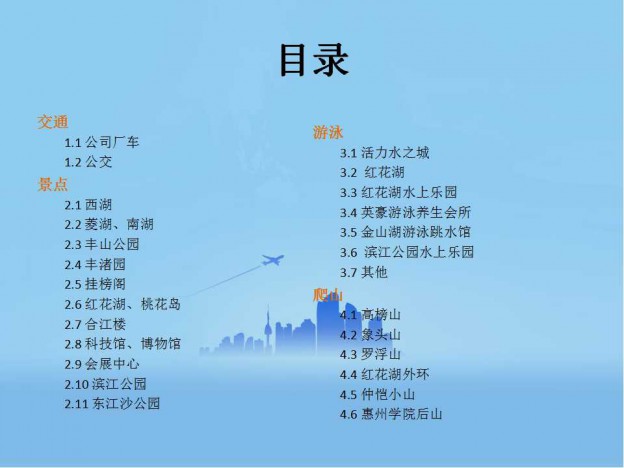 目录
交通
1.1 公司厂车
1.2 公交
景点
2.1 西湖
2.2 菱湖、南湖
2.3 丰山公园
2.4 丰渚园
2.5 挂榜阁
2.6 红花湖、桃花岛
2.7 合江楼
2.8 科技馆、博物馆
2.9 会展中心
2.10 滨江公园
2.11 东江沙公园
游泳
3.1 活力水之城
3.2 红花湖
3.3 红花湖水上乐园
3.4 英豪游泳养生会所
3.5 金山湖游泳跳水馆
3.6 滨江公园水上乐园
3.7 其他
爬山
4.1 高榜山
4.2 象头山
4.3 罗浮山
4.4 红花湖外环
4.5 仲恺小山
4.6 惠州学院后山